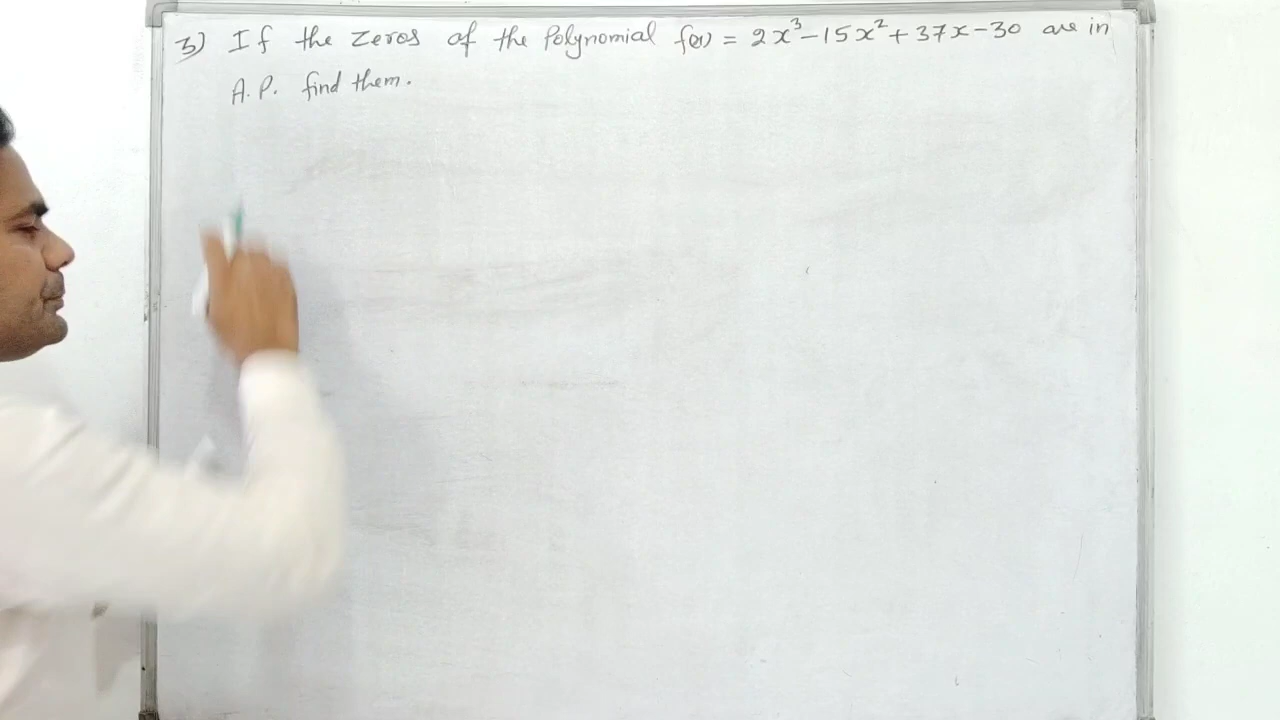 3) If the zeros of the Polynomial f(x) = 2x³-15x²+37x-30 are in
A.P. find them.